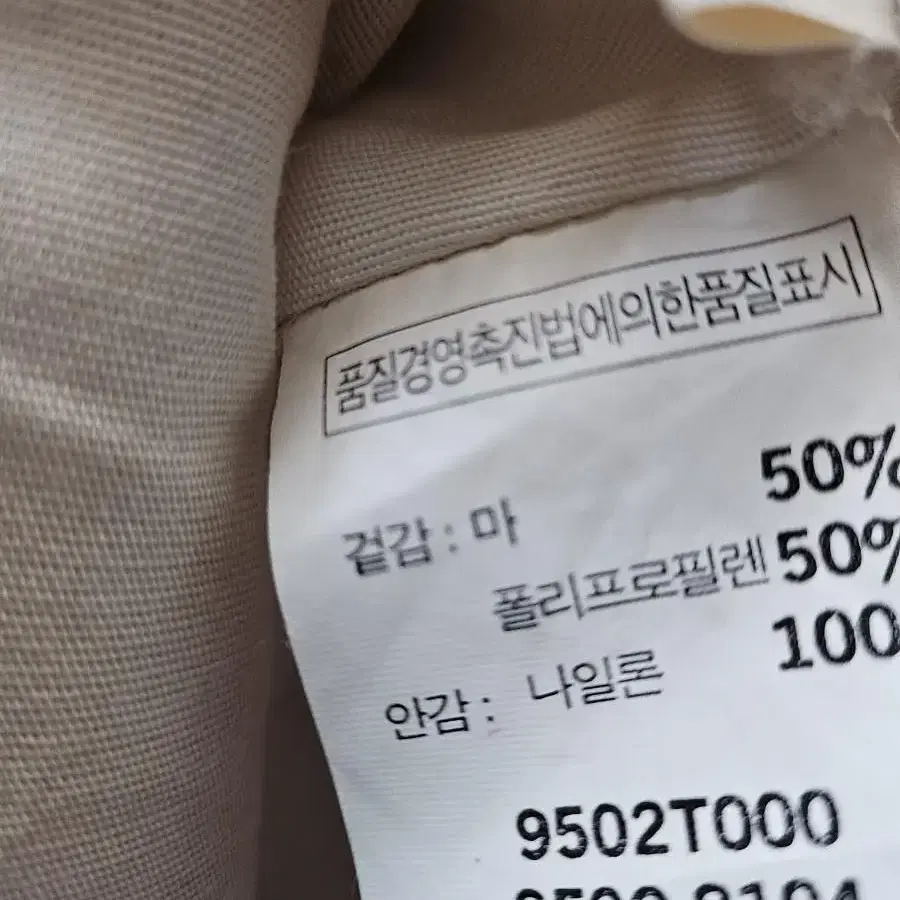 품질경영촉진법에의한품질표시
겉감 : 마 50%
폴리프로필렌 50%
안감 : 나일론 100
9502T000